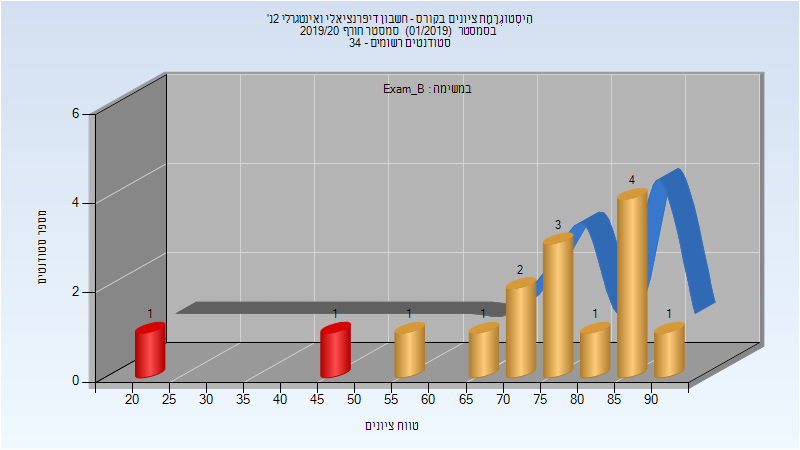 היסטוגרמת ציונים בקורס - חשבון דיפרנציאלי ואינטגרלי 2נ'
בסמסטר (01/2019) סמסטר חורף 2019/20
סטודנטים רשומים - 34
במשימה : Exam_B
מספר סטודנטים
6
4
2
0
1
1
1
1
2
3
1
4
1
20 25 30 35 40 45 50 55 60 65 70 75 80 85 90
טווח ציונים